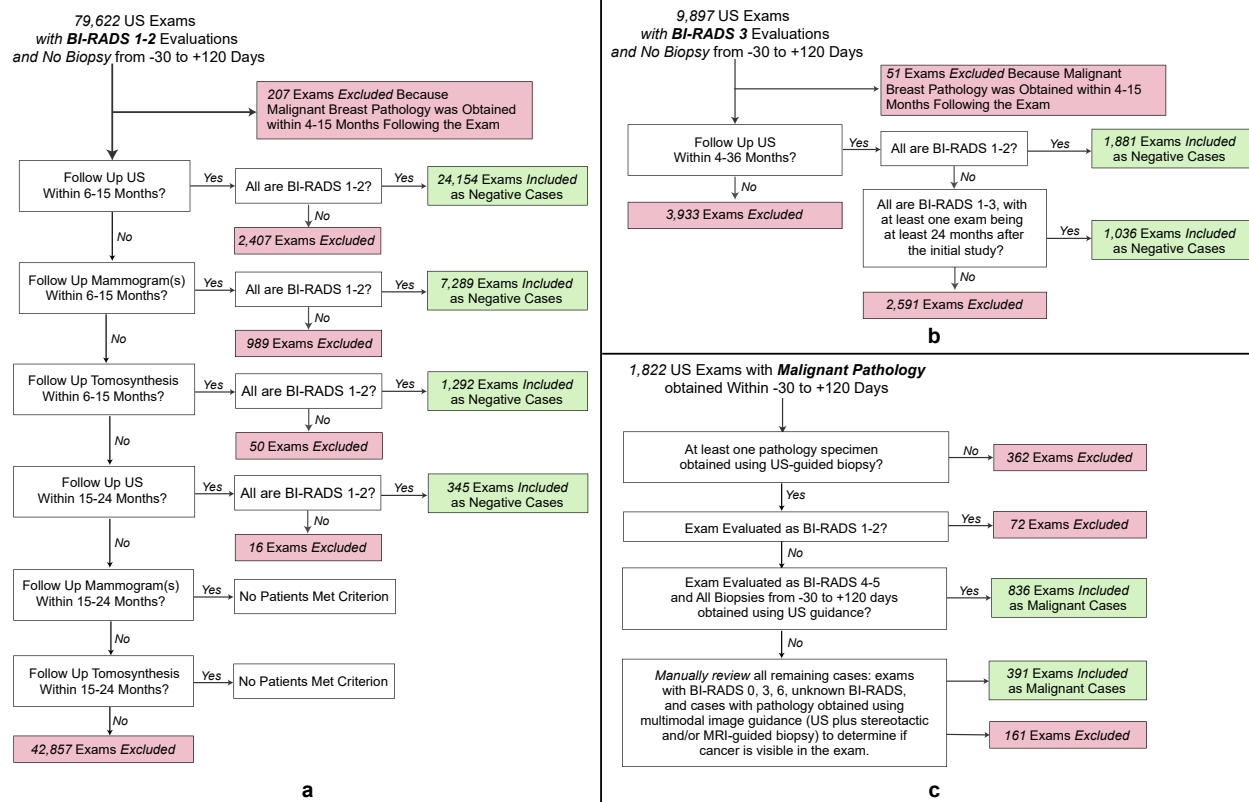 79,622 US Exams
with BI-RADS 1-2 Evaluations
and No Biopsy from -30 to +120 Days
207 Exams Excluded Because
Malignant Breast Pathology was Obtained
within 4-15 Months Following the Exam
Follow Up US
Within 6-15 Months?
Yes
All are BI-RADS 1-2?
Yes
24,154 Exams Included
as Negative Cases
No
2,407 Exams Excluded
No
Follow Up Mammogram(s)
Within 6-15 Months?
Yes
All are BI-RADS 1-2?
Yes
7,289 Exams Included
as Negative Cases
No
989 Exams Excluded
No
Follow Up Tomosynthesis
Within 6-15 Months?
Yes
All are BI-RADS 1-2?
Yes
1,292 Exams Included
as Negative Cases
No
50 Exams Excluded
No
Follow Up US
Within 15-24 Months?
Yes
All are BI-RADS 1-2?
Yes
345 Exams Included
as Negative Cases
No
16 Exams Excluded
No
Follow Up Mammogram(s)
Within 15-24 Months?
Yes
No Patients Met Criterion
No
Follow Up Tomosynthesis
Within 15-24 Months?
Yes
No Patients Met Criterion
No
42,857 Exams Excluded
a
9,897 US Exams
with BI-RADS 3 Evaluations
and No Biopsy from -30 to +120 Days
51 Exams Excluded Because Malignant
Breast Pathology was Obtained within 4-15
Months Following the Exam
Follow Up US
Within 4-36 Months?
Yes
All are BI-RADS 1-2?
Yes
1,881 Exams Included
as Negative Cases
No
3,933 Exams Excluded
No
All are BI-RADS 1-3, with
at least one exam being
at least 24 months after
the initial study?
Yes
1,036 Exams Included
as Negative Cases
No
2,591 Exams Excluded
b
1,822 US Exams with Malignant Pathology
obtained Within -30 to +120 Days
At least one pathology specimen
obtained using US-guided biopsy?
No
362 Exams Excluded
Yes
Exam Evaluated as BI-RADS 1-2?
Yes
72 Exams Excluded
No
Exam Evaluated as BI-RADS 4-5
and All Biopsies from -30 to +120 days
obtained using US guidance?
Yes
836 Exams Included
as Malignant Cases
No
Manually review all remaining cases: exams
with BI-RADS 0, 3, 6, unknown BI-RADS,
and cases with pathology obtained using
multimodal image guidance (US plus stereotactic
and/or MRI-guided biopsy) to determine if
cancer is visible in the exam.
391 Exams Included
as Malignant Cases
161 Exams Excluded
c